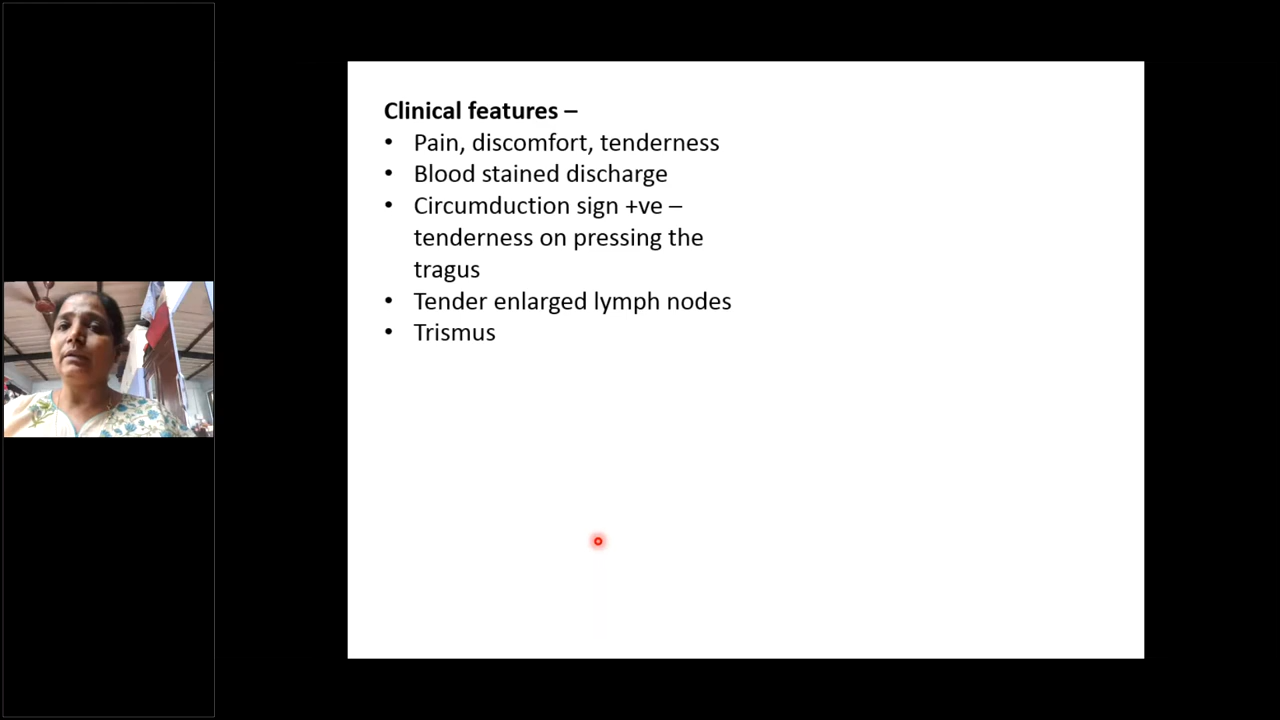 Clinical features –
• Pain, discomfort, tenderness
• Blood stained discharge
• Circumduction sign +ve –
tenderness on pressing the
tragus
• Tender enlarged lymph nodes
• Trismus